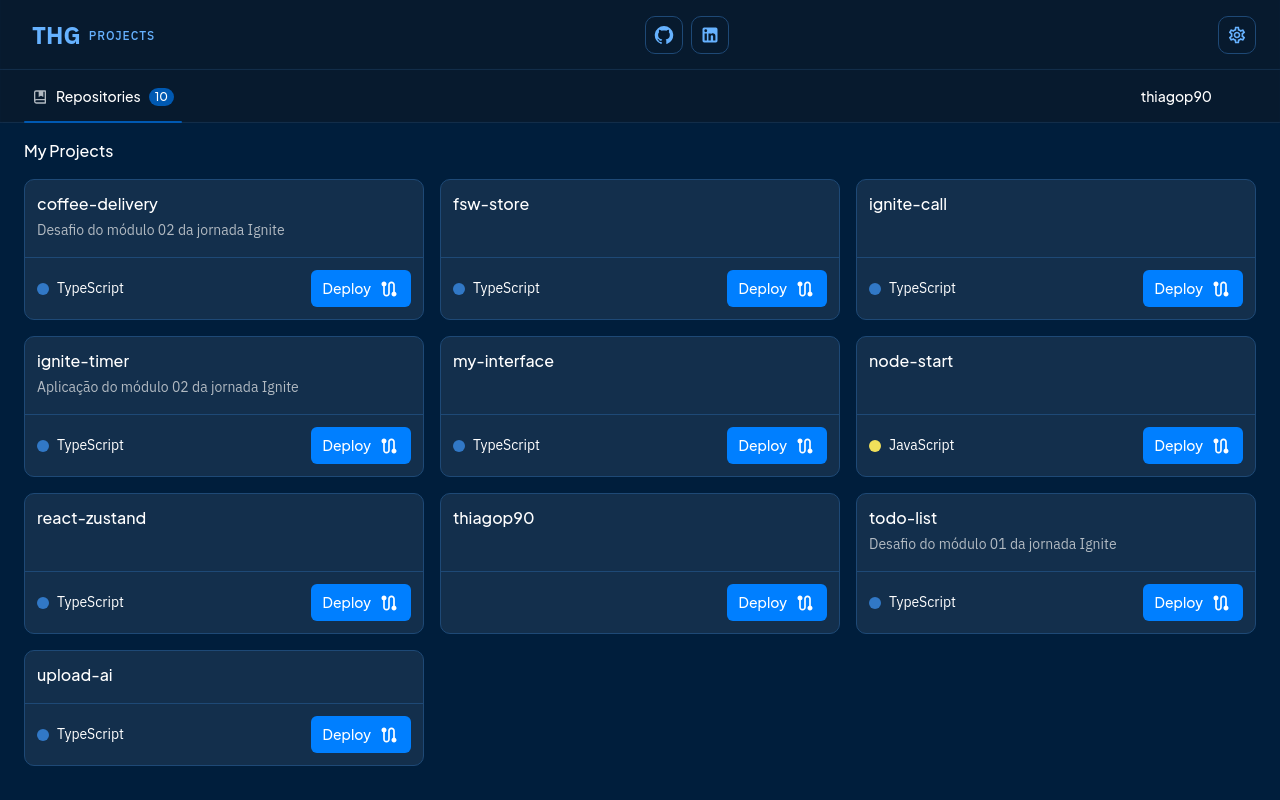 THG PROJECTS
Repositories 10
thiagop90
My Projects
coffee-delivery
Desafio do módulo 02 da jornada Ignite
TypeScript
Deploy
fsw-store
TypeScript
Deploy
ignite-call
TypeScript
Deploy
ignite-timer
Aplicação do módulo 02 da jornada Ignite
TypeScript
Deploy
my-interface
TypeScript
Deploy
node-start
JavaScript
Deploy
react-zustand
TypeScript
Deploy
thiagop90
Deploy
todo-list
Desafio do módulo 01 da jornada Ignite
TypeScript
Deploy
upload-ai
TypeScript
Deploy